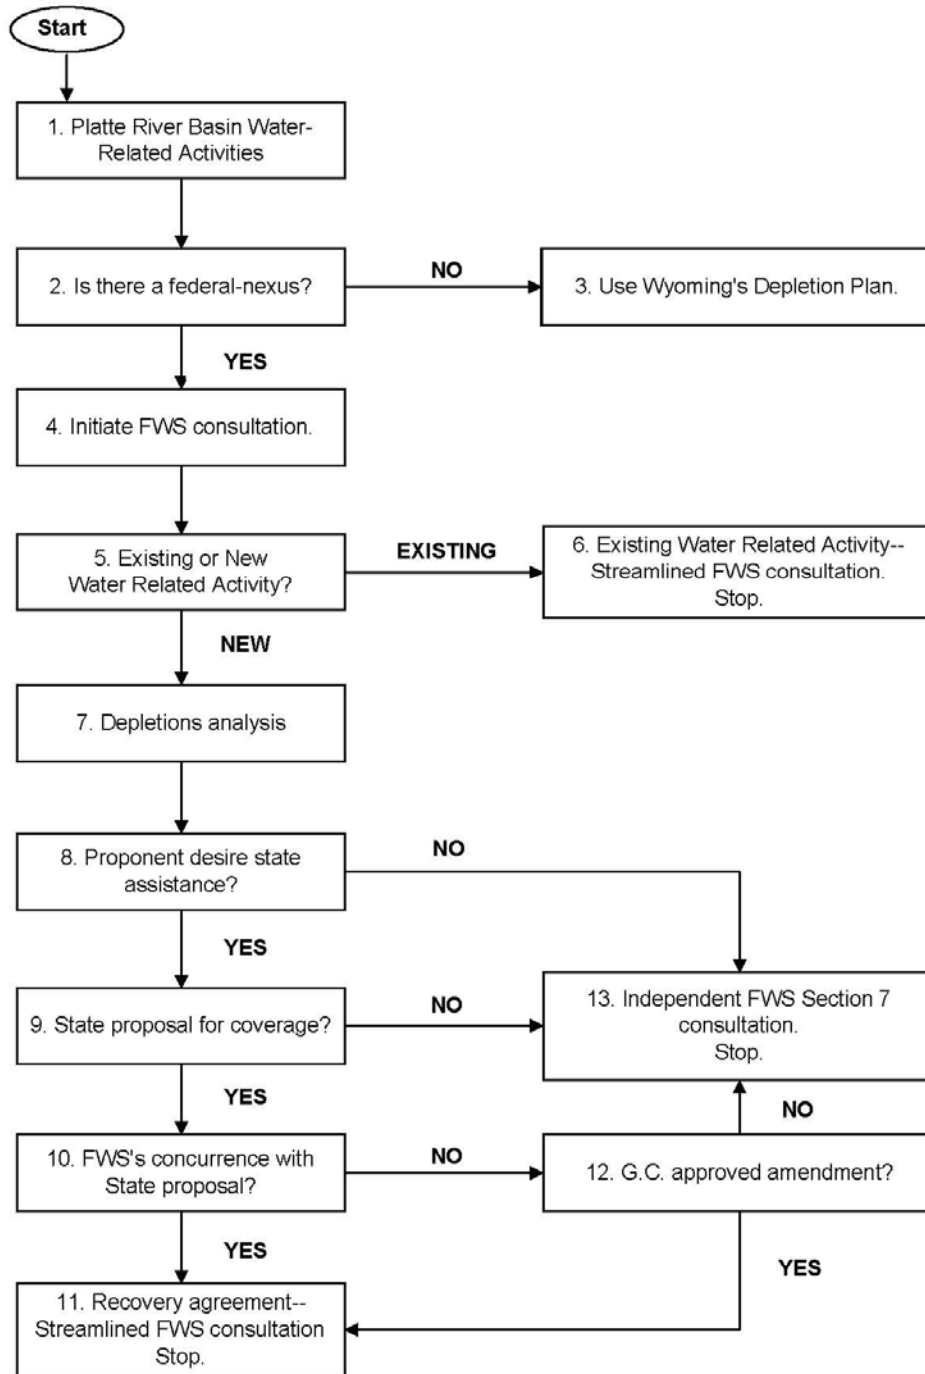 Start
1. Platte River Basin Water-
Related Activities
2. Is there a federal-nexus?
NO
3. Use Wyoming's Depletion Plan.
YES
4. Initiate FWS consultation.
5. Existing or New
Water Related Activity?
EXISTING
6. Existing Water Related Activity--
Streamlined FWS consultation.
Stop.
NEW
7. Depletions analysis
8. Proponent desire state
assistance?
NO
YES
9. State proposal for coverage?
NO
13. Independent FWS Section 7
consultation.
Stop.
YES
NO
10. FWS's concurrence with
State proposal?
NO
12. G.C. approved amendment?
YES
YES
11. Recovery agreement--
Streamlined FWS consultation
Stop.